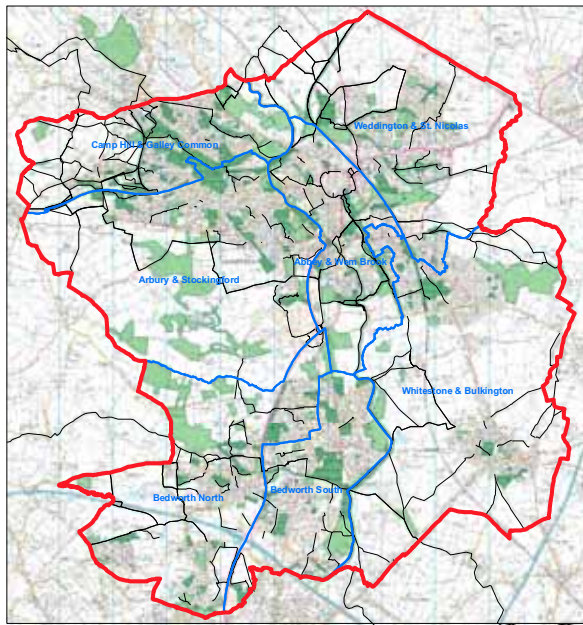 Weddington & St. Nicolas
Camp Hill & Galley Common
Abbey & Wem Brook
Arbury & Stockingford
Whitestone & Bulkington
Bedworth South
Bedworth North